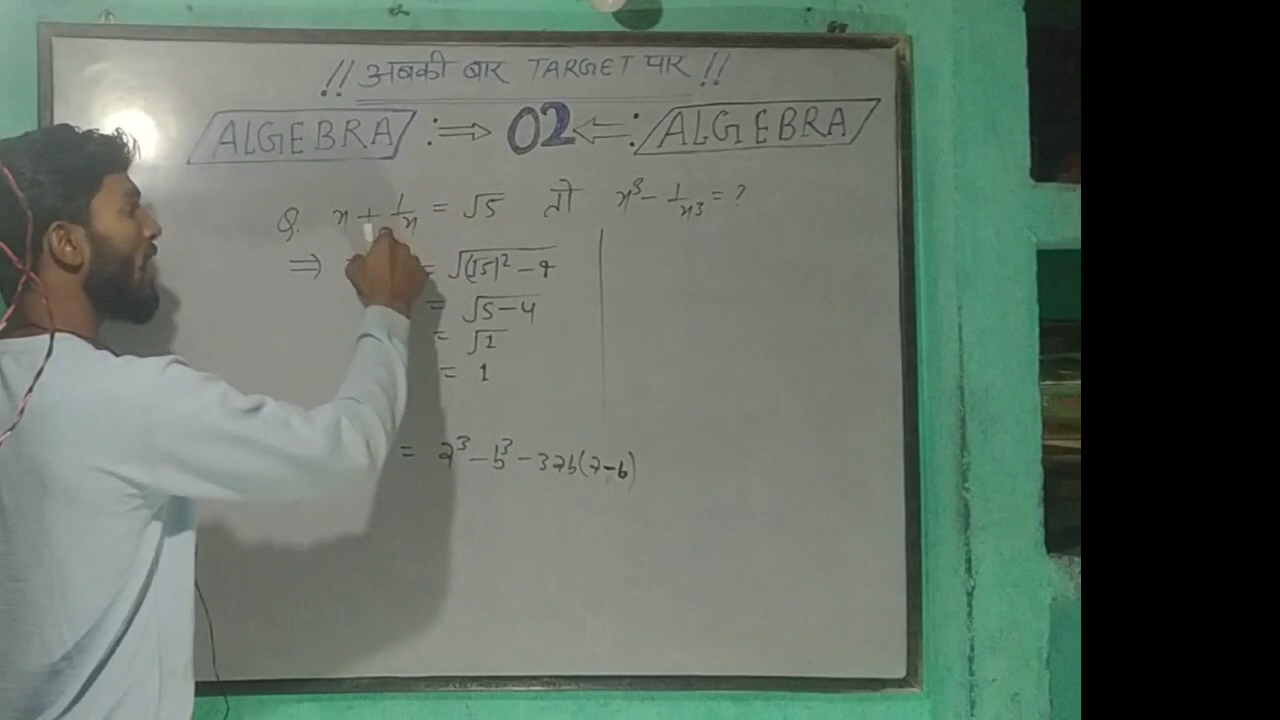 !! अबकी बार TARGET पार !!
ALGEBRA :⇒ 02 ⇐: ALGEBRA
Q. x + 1/x = √5 तो x³ - 1/x³ = ?
⇒ = √(√5)² - 4
= √5-4
= √1
= 1
= a³ - b³ - 3ab(a-b)